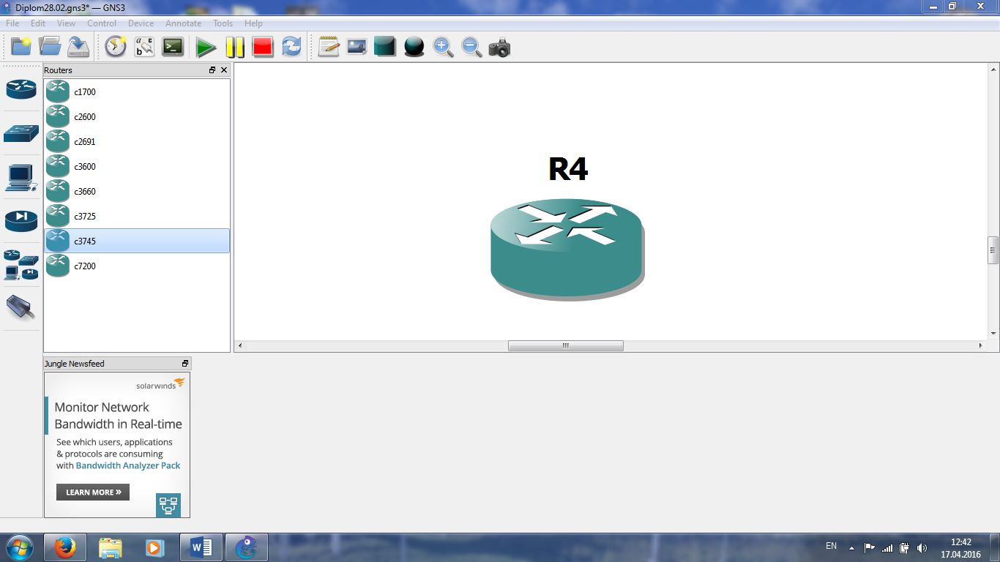 Diplom28.02.gns3* — GNS3
File Edit View Control Device Annotate Tools Help
Routers
c1700
c2600
c2691
c3600
c3660
c3725
c3745
c7200
R4
Jungle Newsfeed
solarwinds
Monitor Network
Bandwidth in Real-time
See which users, applications
& protocols are consuming
with Bandwidth Analyzer Pack
LEARN MORE »
EN
12:42
17.04.2016